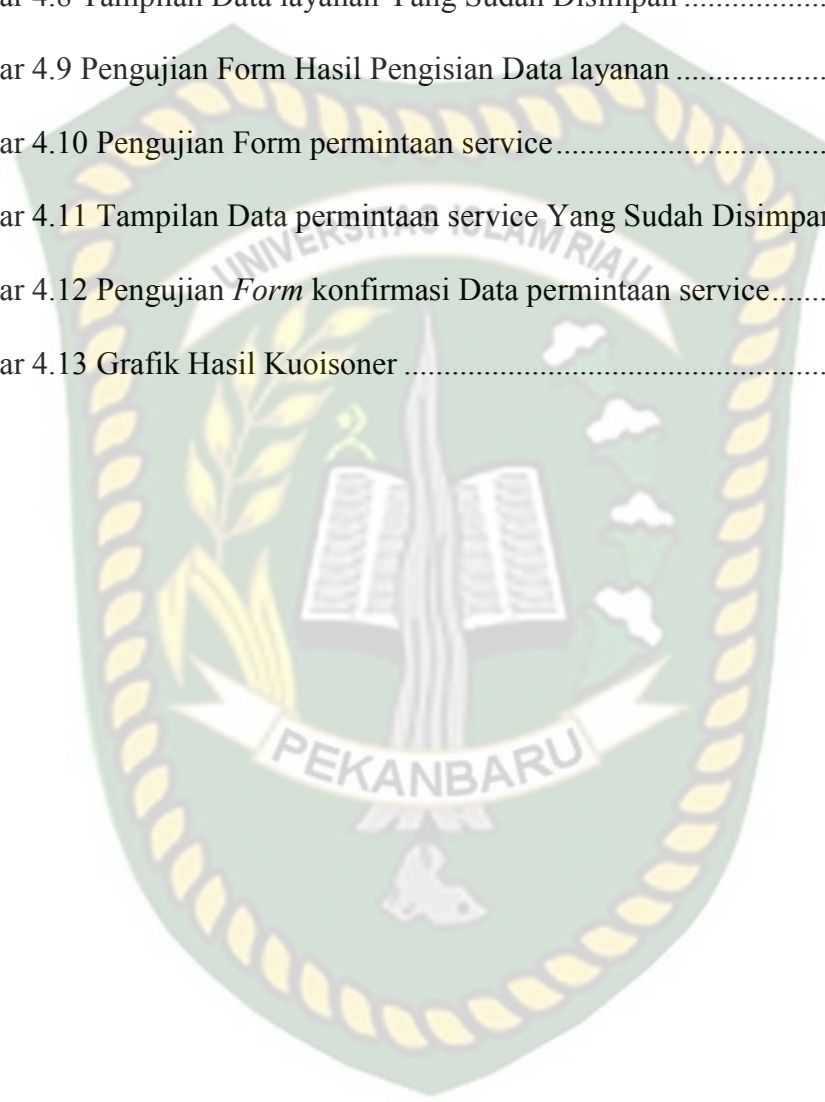 ar 4.8 Tampilan Data layanan Yang Sudah Disimpan ..................
ar 4.9 Pengujian Form Hasil Pengisian Data layanan ...................
ar 4.10 Pengujian Form permintaan service..................................
ar 4.11 Tampilan Data permintaan service Yang Sudah Disimpan
UNIVERSITAS ISLAM RIAU
ar 4.12 Pengujian Form konfirmasi Data permintaan service.......
ar 4.13 Grafik Hasil Kuoisoner .....................................................
PEKANBARU